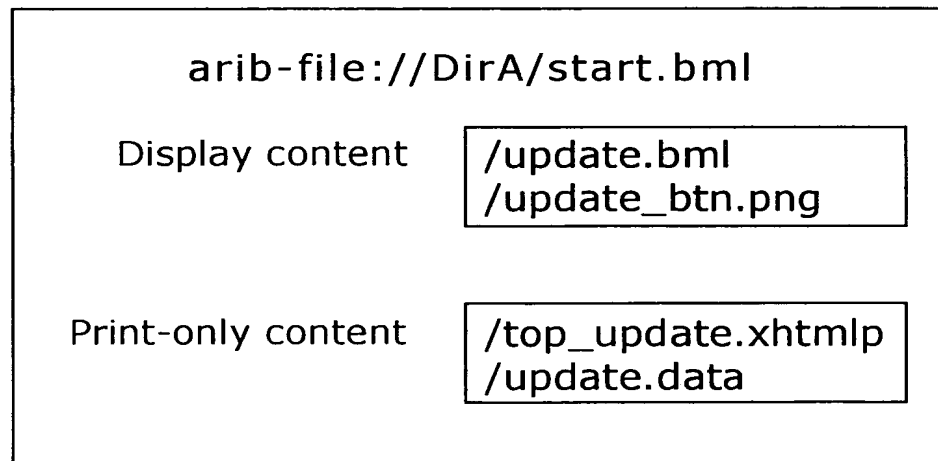 arib-file://DirA/start.bml
Display content
/update.bml
/update_btn.png
Print-only content
/top_update.xhtmlp
/update.data